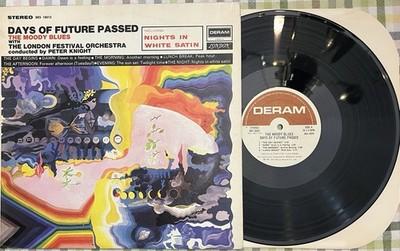 STEREO DES 18012
DAYS OF FUTURE PASSED
THE MOODY BLUES
WITH
THE LONDON FESTIVAL ORCHESTRA
conducted by PETER KNIGHT
NIGHTS IN
WHITE SATIN
DERAM
LONDON
THE DAY BEGINS • DAWN: Dawn is a feeling • THE MORNING: Another morning • LUNCH BREAK: Peak hour
THE AFTERNOON: Forever afternoon (Tuesday?) • EVENING: The sun set: Twilight time • THE NIGHT: Nights in white satin
DERAM
THE MOODY BLUES
DAYS OF FUTURE PASSED